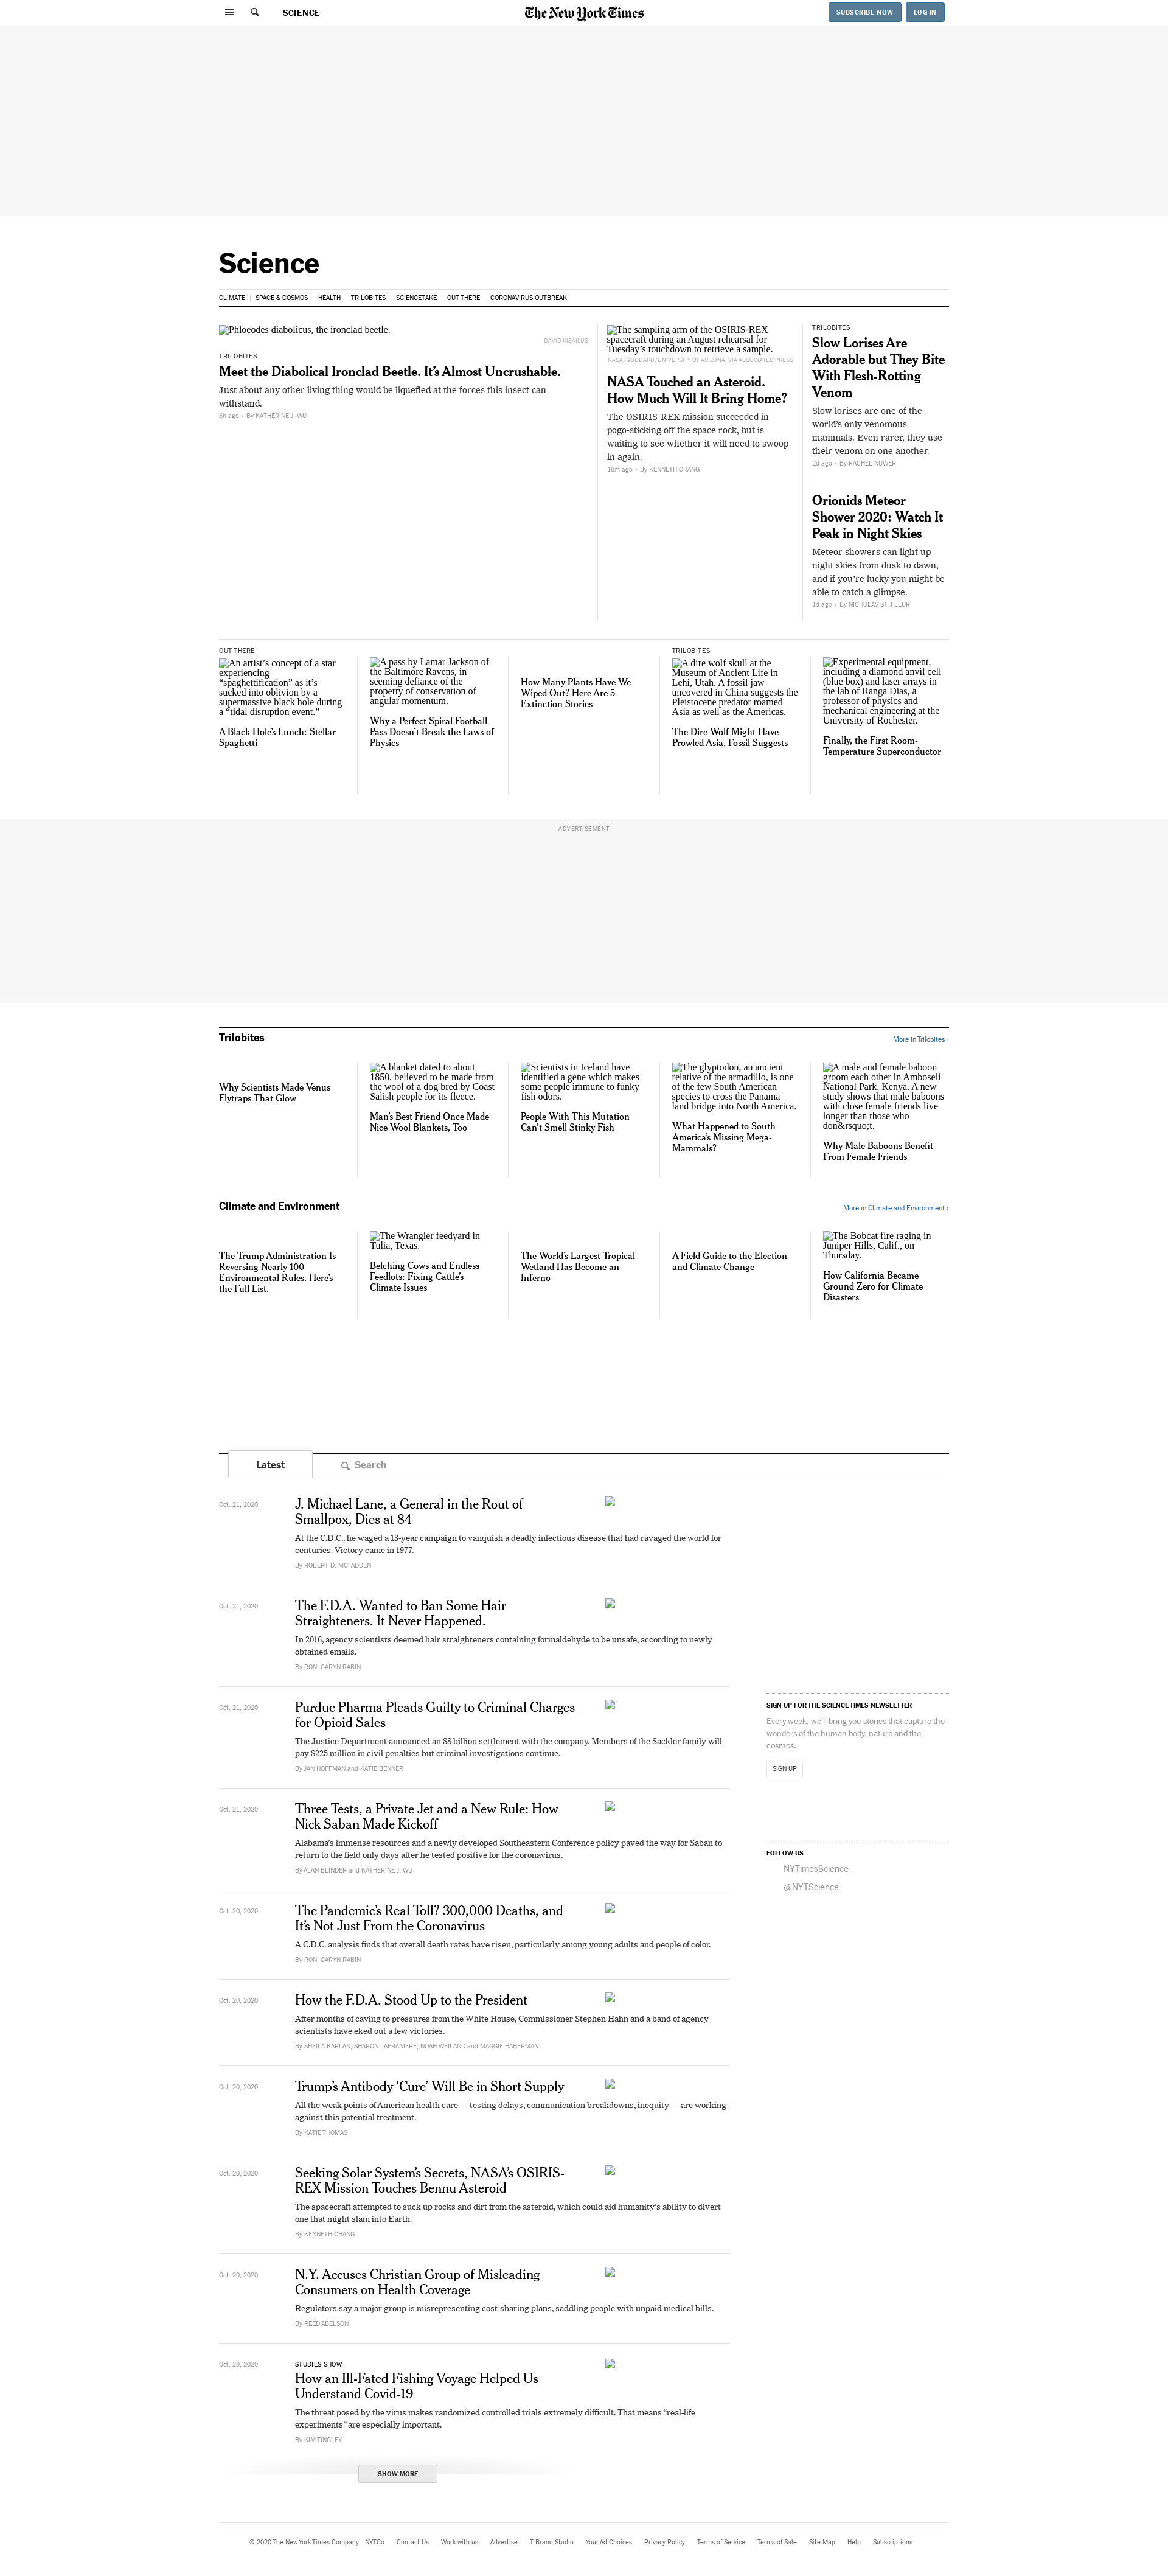 SCIENCE
The New York Times
SUBSCRIBE NOW
LOG IN
Science
CLIMATE
SPACE & COSMOS
HEALTH
TRILOBITES
SCIENCETAKE
OUT THERE
CORONAVIRUS OUTBREAK
Phloeodes diabolicus, the ironclad beetle.
DAVID KISAILUS
TRILOBITES
Meet the Diabolical Ironclad Beetle. It’s Almost Uncrushable.
Just about any other living thing would be liquefied at the forces this insect can
withstand.
6h ago • By KATHERINE J. WU
The sampling arm of the OSIRIS-REX
spacecraft during an August rehearsal for
Tuesday’s touchdown to retrieve a sample.
NASA/GODDARD/UNIVERSITY OF ARIZONA, VIA ASSOCIATED PRESS
NASA Touched an Asteroid.
How Much Will It Bring Home?
The OSIRIS-REX mission succeeded in
pogo-sticking off the space rock, but is
waiting to see whether it will need to swoop
in again.
18m ago • By KENNETH CHANG
TRILOBITES
Slow Lorises Are
Adorable but They Bite
With Flesh-Rotting
Venom
Slow lorises are one of the
world’s only venomous
mammals. Even rarer, they use
their venom on one another.
2d ago • By RACHEL NUWER
Orionids Meteor
Shower 2020: Watch It
Peak in Night Skies
Meteor showers can light up
night skies from dusk to dawn,
and if you’re lucky you might be
able to catch a glimpse.
1d ago • By NICHOLAS ST. FLEUR
OUT THERE
An artist’s concept of a star
experiencing
“spaghettification” as it’s
sucked into oblivion by a
supermassive black hole during
a “tidal disruption event.”
A Black Hole’s Lunch: Stellar
Spaghetti
A pass by Lamar Jackson of
the Baltimore Ravens, in
seeming defiance of the
property of conservation of
angular momentum.
Why a Perfect Spiral Football
Pass Doesn’t Break the Laws of
Physics
How Many Plants Have We
Wiped Out? Here Are 5
Extinction Stories
TRILOBITES
A dire wolf skull at the
Museum of Ancient Life in
Lehi, Utah. A fossil jaw
uncovered in China suggests the
Pleistocene predator roamed
Asia as well as the Americas.
The Dire Wolf Might Have
Prowled Asia, Fossil Suggests
Experimental equipment,
including a diamond anvil cell
(blue box) and laser arrays in
the lab of Ranga Dias, a
professor of physics and
mechanical engineering at the
University of Rochester.
Finally, the First Room-
Temperature Superconductor
ADVERTISEMENT
Trilobites
More in Trilobites ›
Why Scientists Made Venus
Flytraps That Glow
A blanket dated to about
1850, believed to be made from
the wool of a dog bred by Coast
Salish people for its fleece.
Man’s Best Friend Once Made
Nice Wool Blankets, Too
Scientists in Iceland have
identified a gene which makes
some people immune to funky
fish odors.
People With This Mutation
Can’t Smell Stinky Fish
The glyptodon, an ancient
relative of the armadillo, is one
of the few South American
species to cross the Panama
land bridge into North America.
What Happened to South
America’s Missing Mega-
Mammals?
A male and female baboon
groom each other in Amboseli
National Park, Kenya. A new
study shows that male baboons
with close female friends live
longer than those who
don&rsquo;t.
Why Male Baboons Benefit
From Female Friends
Climate and Environment
More in Climate and Environment ›
The Trump Administration Is
Reversing Nearly 100
Environmental Rules. Here’s
the Full List.
The Wrangler feedyard in
Tulia, Texas.
Belching Cows and Endless
Feedlots: Fixing Cattle’s
Climate Issues
The World’s Largest Tropical
Wetland Has Become an
Inferno
A Field Guide to the Election
and Climate Change
The Bobcat fire raging in
Juniper Hills, Calif., on
Thursday.
How California Became
Ground Zero for Climate
Disasters
Latest
Search
Oct. 21, 2020
J. Michael Lane, a General in the Rout of
Smallpox, Dies at 84
At the C.D.C., he waged a 13-year campaign to vanquish a deadly infectious disease that had ravaged the world for
centuries. Victory came in 1977.
By ROBERT D. MCFADDEN
Oct. 21, 2020
The F.D.A. Wanted to Ban Some Hair
Straighteners. It Never Happened.
In 2016, agency scientists deemed hair straighteners containing formaldehyde to be unsafe, according to newly
obtained emails.
By RONI CARYN RABIN
Oct. 21, 2020
Purdue Pharma Pleads Guilty to Criminal Charges
for Opioid Sales
The Justice Department announced an $8 billion settlement with the company. Members of the Sackler family will
pay $225 million in civil penalties but criminal investigations continue.
By JAN HOFFMAN and KATIE BENNER
Oct. 21, 2020
Three Tests, a Private Jet and a New Rule: How
Nick Saban Made Kickoff
Alabama’s immense resources and a newly developed Southeastern Conference policy paved the way for Saban to
return to the field only days after he tested positive for the coronavirus.
By ALAN BLINDER and KATHERINE J. WU
Oct. 20, 2020
The Pandemic’s Real Toll? 300,000 Deaths, and
It’s Not Just From the Coronavirus
A C.D.C. analysis finds that overall death rates have risen, particularly among young adults and people of color.
By RONI CARYN RABIN
Oct. 20, 2020
How the F.D.A. Stood Up to the President
After months of caving to pressures from the White House, Commissioner Stephen Hahn and a band of agency
scientists have eked out a few victories.
By SHEILA KAPLAN, SHARON LAFRANIERE, NOAH WEILAND and MAGGIE HABERMAN
Oct. 20, 2020
Trump’s Antibody ‘Cure’ Will Be in Short Supply
All the weak points of American health care — testing delays, communication breakdowns, inequity — are working
against this potential treatment.
By KATIE THOMAS
Oct. 20, 2020
Seeking Solar System’s Secrets, NASA’s OSIRIS-
REX Mission Touches Bennu Asteroid
The spacecraft attempted to suck up rocks and dirt from the asteroid, which could aid humanity’s ability to divert
one that might slam into Earth.
By KENNETH CHANG
Oct. 20, 2020
N.Y. Accuses Christian Group of Misleading
Consumers on Health Coverage
Regulators say a major group is misrepresenting cost-sharing plans, saddling people with unpaid medical bills.
By REED ABELSON
Oct. 20, 2020
STUDIES SHOW
How an Ill-Fated Fishing Voyage Helped Us
Understand Covid-19
The threat posed by the virus makes randomized controlled trials extremely difficult. That means “real-life
experiments” are especially important.
By KIM TINGLEY
SHOW MORE
SIGN UP FOR THE SCIENCE TIMES NEWSLETTER
Every week, we’ll bring you stories that capture the
wonders of the human body, nature and the
cosmos.
SIGN UP
FOLLOW US
NYTimesScience
@NYTScience
© 2020 The New York Times Company
NYTCo
Contact Us
Work with us
Advertise
T Brand Studio
Your Ad Choices
Privacy Policy
Terms of Service
Terms of Sale
Site Map
Help
Subscriptions